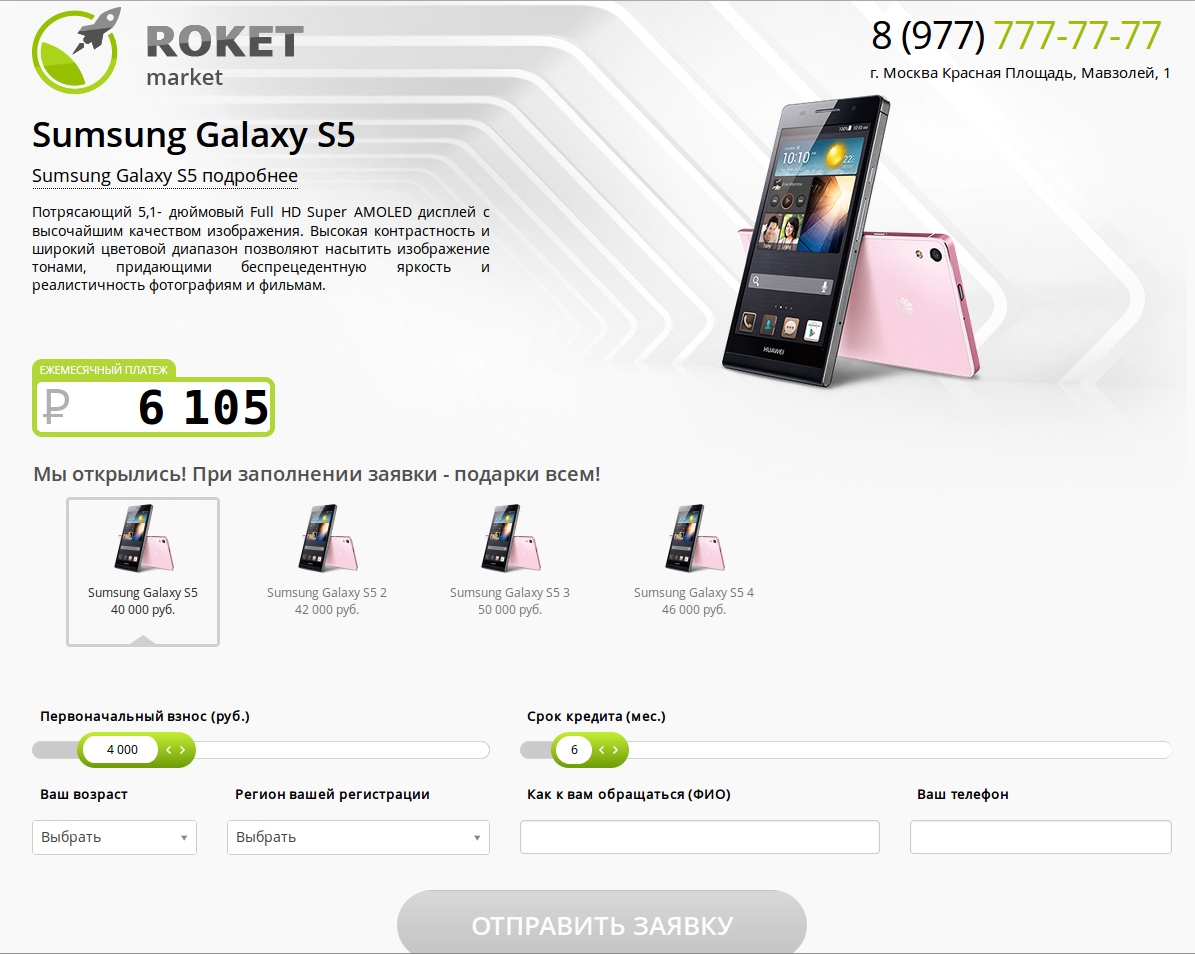 ROKET
market
8 (977) 777-77-77
г. Москва Красная Площадь, Мавзолей, 1
Sumsung Galaxy S5
Sumsung Galaxy S5 подробнее
Потрясающий 5,1- дюймовый Full HD Super AMOLED дисплей с
высочайшим качеством изображения. Высокая контрастность и
широкий цветовой диапазон позволяют насытить изображение
тонами, придающими беспрецедентную яркость и
реалистичность фотографиям и фильмам.
10:10
22:
HUAWEI
ЕЖЕМЕСЯЧНЫЙ ПЛАТЕЖ
₽ 6 105
Мы открылись! При заполнении заявки - подарки всем!
Sumsung Galaxy S5
40 000 руб.
Sumsung Galaxy S5 2
42 000 руб.
Sumsung Galaxy S5 3
50 000 руб.
Sumsung Galaxy S5 4
46 000 руб.
Первоначальный взнос (руб.)
4 000
Срок кредита (мес.)
6
Ваш возраст
Выбрать
Регион вашей регистрации
Выбрать
Как к вам обращаться (ФИО)
Ваш телефон
ОТПРАВИТЬ ЗАЯВКУ